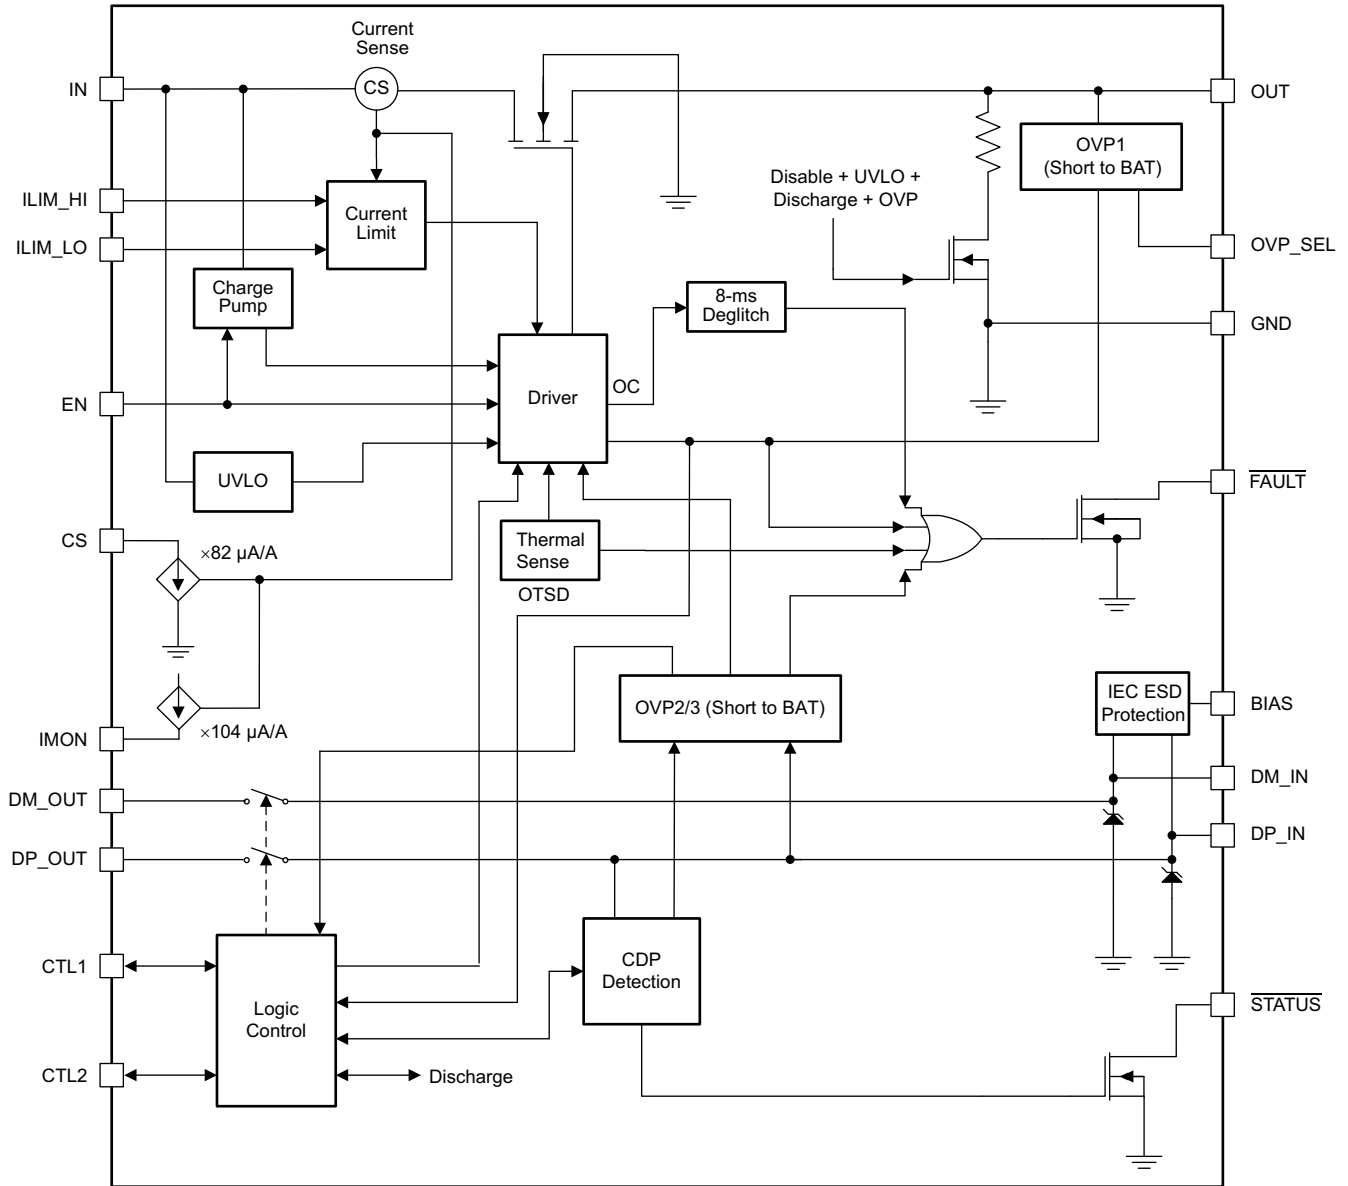 Current
Sense
IN
CS
OUT
OVP1
(Short to BAT)
Disable + UVLO +
Discharge + OVP
ILIM_HI
Current
Limit
ILIM_LO
OVP_SEL
Charge
Pump
8-ms
Deglitch
GND
EN
Driver
OC
UVLO
FAULT
CS
×82 µA/A
Thermal
Sense
OTSD
IEC ESD
Protection
BIAS
OVP2/3 (Short to BAT)
×104 µA/A
IMON
DM_IN
DM_OUT
DP_IN
DP_OUT
CTL1
CDP
Detection
Logic
Control
STATUS
CTL2
Discharge